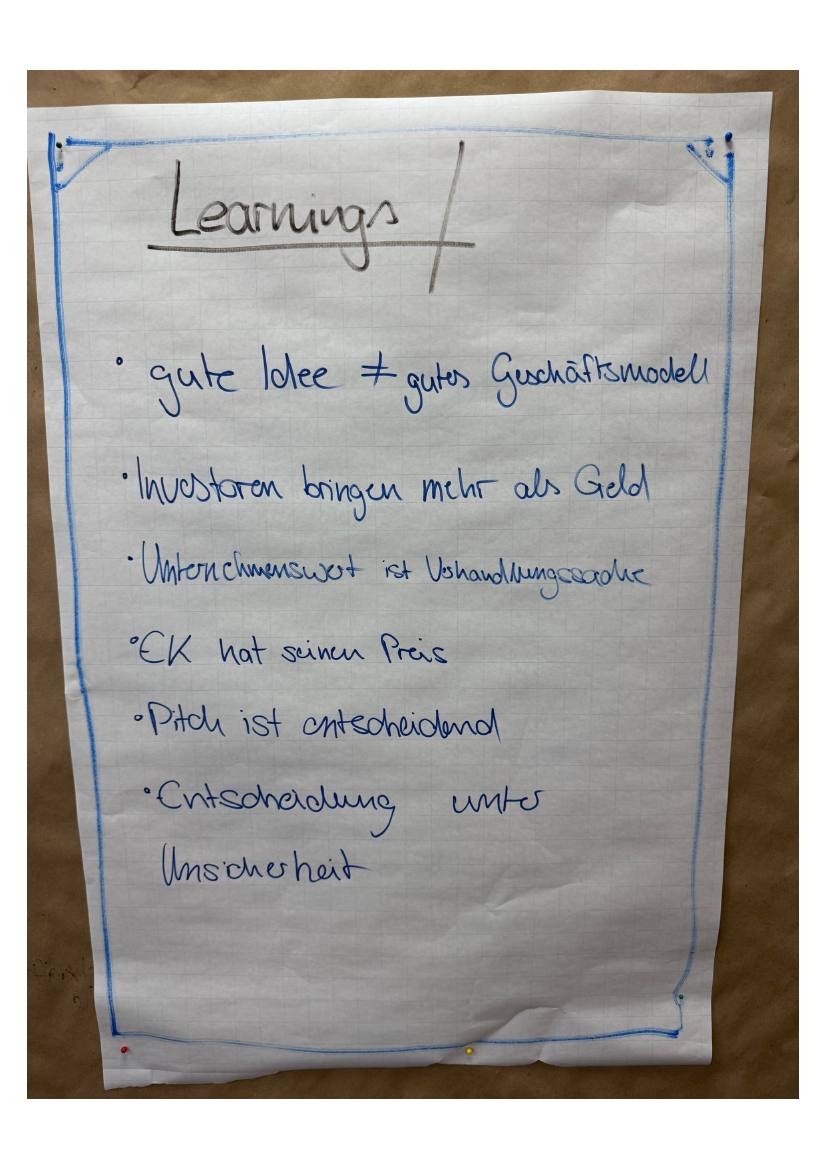 Learnings
• gute Idee ≠ gutes Geschäftsmodell
• Investoren bringen mehr als Geld
• Unternehmenswert ist Verhandlungssache
• EK hat seinen Preis
• Pitch ist entscheidend
• Entscheidung unter
Unsicherheit